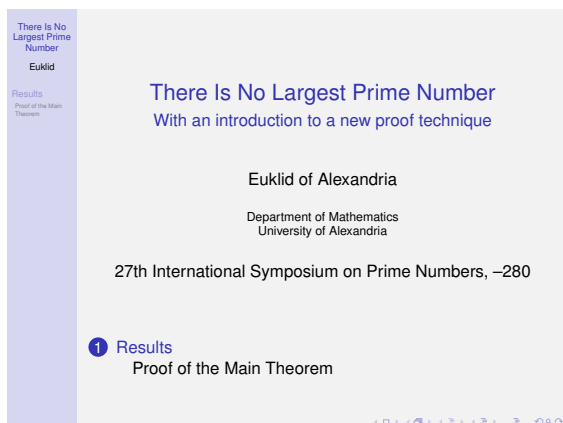 There Is No
Largest Prime
Number
Euklid
Results
Proof of the Main
Theorem
There Is No Largest Prime Number
With an introduction to a new proof technique
Euklid of Alexandria
Department of Mathematics
University of Alexandria
27th International Symposium on Prime Numbers, –280
1 Results
Proof of the Main Theorem